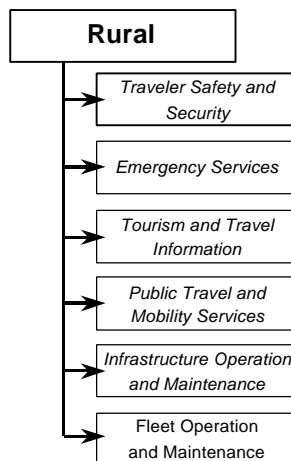 Rural
Traveler Safety and
Security
Emergency Services
Tourism and Travel
Information
Public Travel and
Mobility Services
Infrastructure Operation
and Maintenance
Fleet Operation
and Maintenance